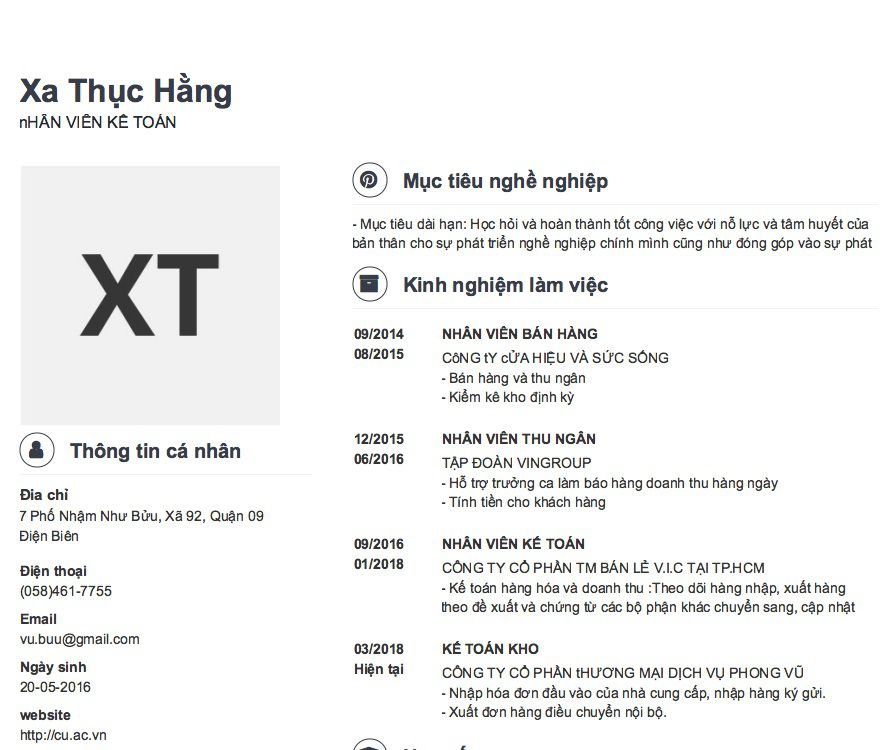 Xa Thục Hằng
nHÂN VIÊN KẾ TOÁN
XT
Thông tin cá nhân
Đia chỉ
7 Phố Nhậm Như Bửu, Xã 92, Quận 09
Điện Biên
Điện thoại
(058)461-7755
Email
vu.buu@gmail.com
Ngày sinh
20-05-2016
website
http://cu.ac.vn
Mục tiêu nghề nghiệp
- Mục tiêu dài hạn: Học hỏi và hoàn thành tốt công việc với nỗ lực và tâm huyết của
bản thân cho sự phát triển nghề nghiệp chính mình cũng như đóng góp vào sự phát
Kinh nghiệm làm việc
09/2014 NHÂN VIÊN BÁN HÀNG
08/2015 CôNG tY cỬA HIỆU VÀ SỨC SỐNG
- Bán hàng và thu ngân
- Kiểm kê kho định kỳ
12/2015 NHÂN VIÊN THU NGÂN
06/2016 TẬP ĐOÀN VINGROUP
- Hỗ trợ trưởng ca làm báo hàng doanh thu hàng ngày
- Tính tiền cho khách hàng
09/2016 NHÂN VIÊN KẾ TOÁN
01/2018 CÔNG TY CỔ PHẦN TM BÁN LẺ V.I.C TẠI TP.HCM
- Kế toán hàng hóa và doanh thu :Theo dõi hàng nhập, xuất hàng
theo đề xuất và chứng từ các bộ phận khác chuyển sang, cập nhật
03/2018 KẾ TOÁN KHO
Hiện tại CÔNG TY CỔ PHẦN tHƯƠNG MẠI DỊCH VỤ PHONG VŨ
- Nhập hóa đơn đầu vào của nhà cung cấp, nhập hàng ký gửi.
- Xuất đơn hàng điều chuyển nội bộ.